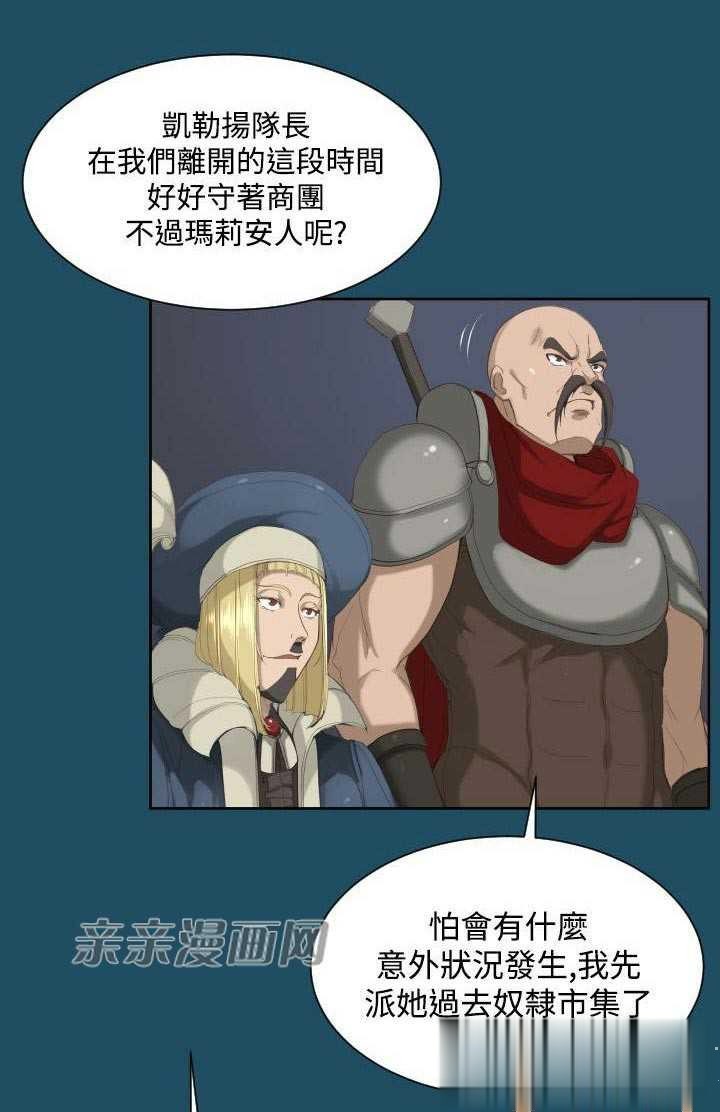 凱勒揚隊長
在我們離開的這段時間
好好守著商團
不過瑪莉安人呢?
亲亲漫画网
怕會有什麼
意外狀況發生,我先
派她過去奴隸市集了